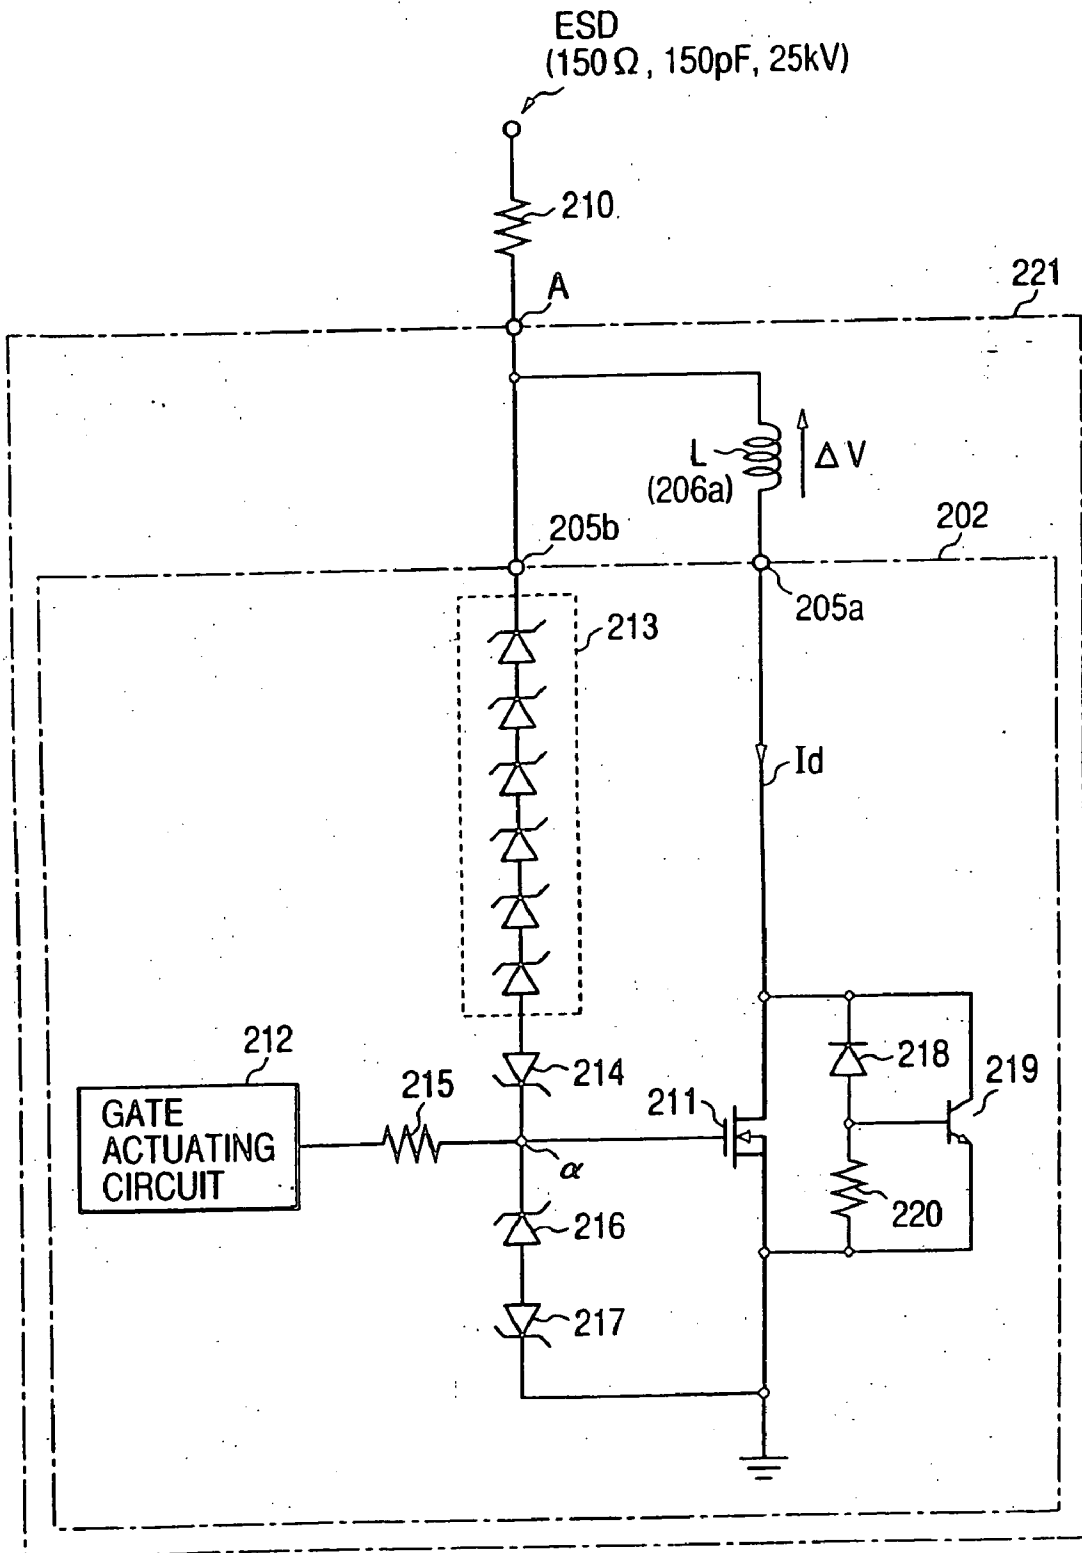 ESD
(150Ω, 150pF, 25kV)
210
A
221
L
(206a)
ΔV
205b
202
205a
213
Id
212
GATE
ACTUATING
CIRCUIT
215
214
α
211
218
219
216
220
217